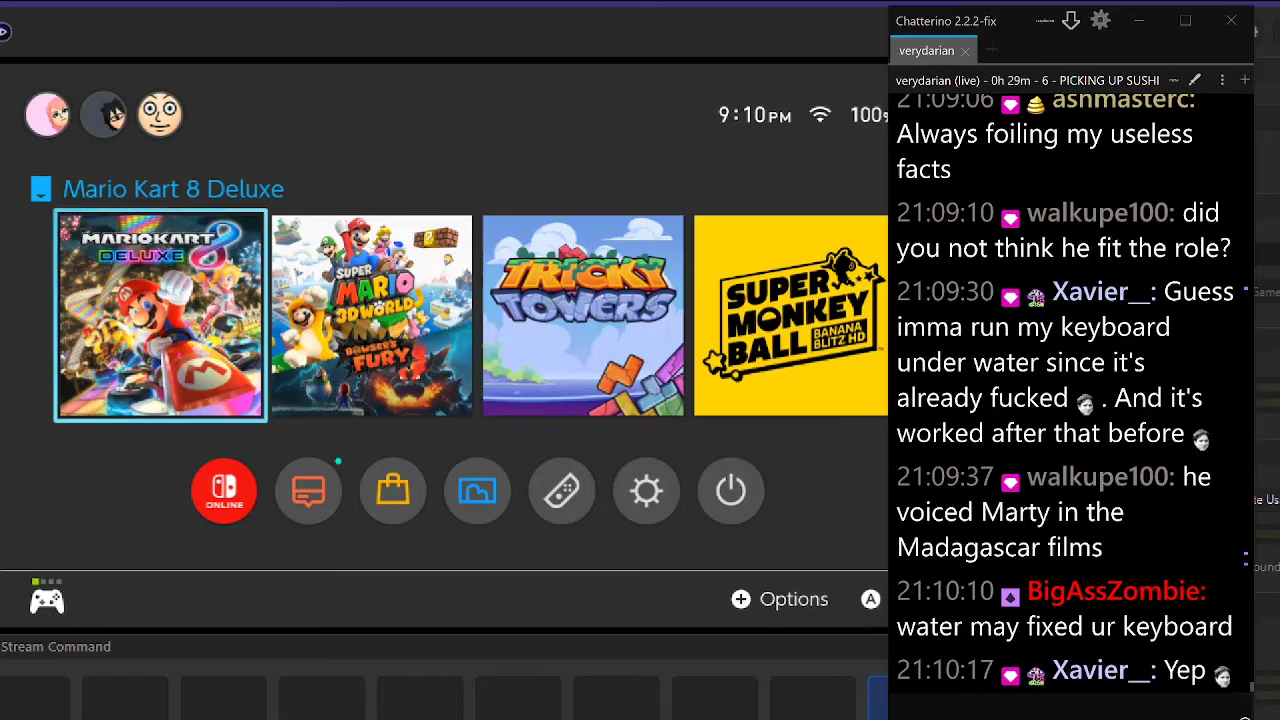 9:10PM
100%
Mario Kart 8 Deluxe
MARIOKART 8
DELUXE
SUPER
MARIO
3D WORLD
BOWSER'S
FURY
TRICKY
TOWERS
SUPER
MONKEY
BALL
BANANA
BLITZ HD
ONLINE
Options
A
Stream Command
Chatterino 2.2.2-fix
verydarian
verydarian (live) - 0h 29m - 6 - PICKING UP SUSHI
21:09:06 ashmasterc:
Always foiling my useless
facts
21:09:10 walkupe100: did
you not think he fit the role?
21:09:30 Xavier__: Guess
imma run my keyboard
under water since it's
already fucked . And it's
worked after that before
21:09:37 walkupe100: he
voiced Marty in the
Madagascar films
21:10:10 BigAssZombie:
water may fixed ur keyboard
21:10:17 Xavier__: Yep